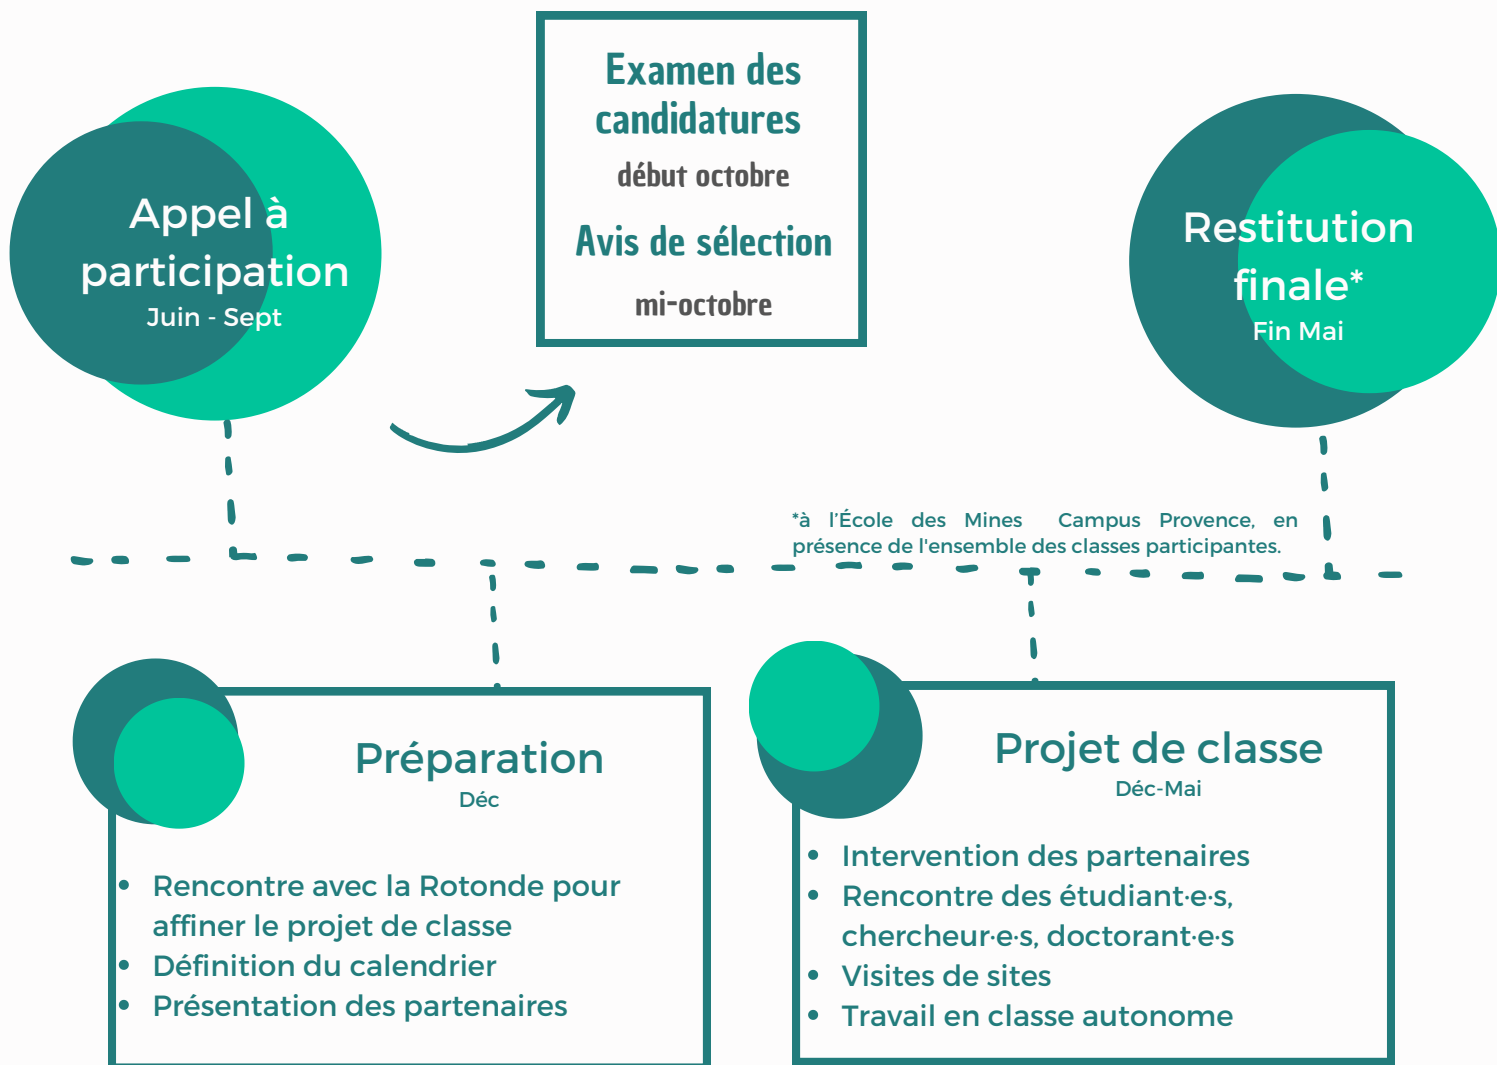 Appel à
participation
Juin - Sept
Examen des
candidatures
début octobre
Avis de sélection
mi-octobre
Restitution
finale*
Fin Mai
*à l'École des Mines Campus Provence, en
présence de l'ensemble des classes participantes.
Préparation
Déc
• Rencontre avec la Rotonde pour
affiner le projet de classe
• Définition du calendrier
• Présentation des partenaires
Projet de classe
Déc-Mai
• Intervention des partenaires
• Rencontre des étudiant·e·s,
chercheur·e·s, doctorant·e·s
• Visites de sites
• Travail en classe autonome